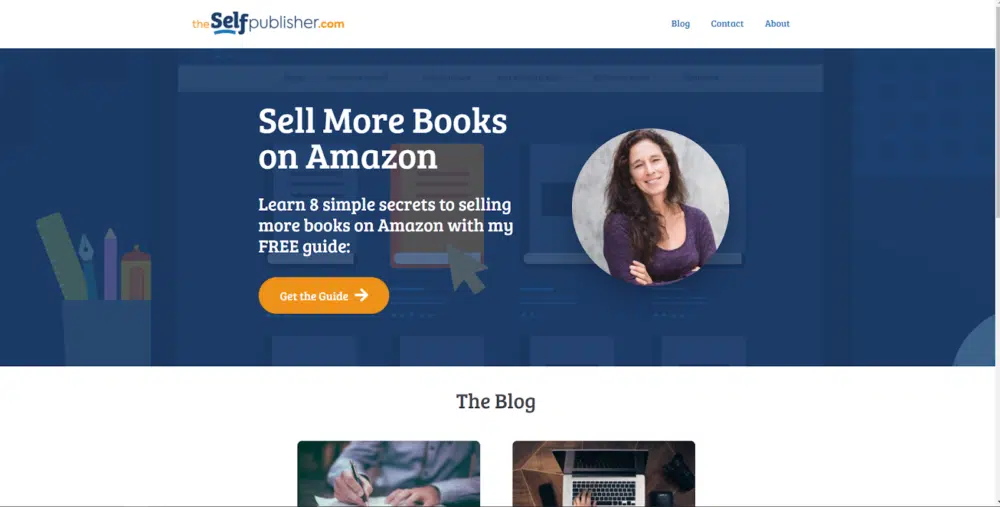 theSelfpublisher.com
Blog
Contact
About
Sell More Books
on Amazon
Learn 8 simple secrets to selling
more books on Amazon with my
FREE guide:
Get the Guide
The Blog